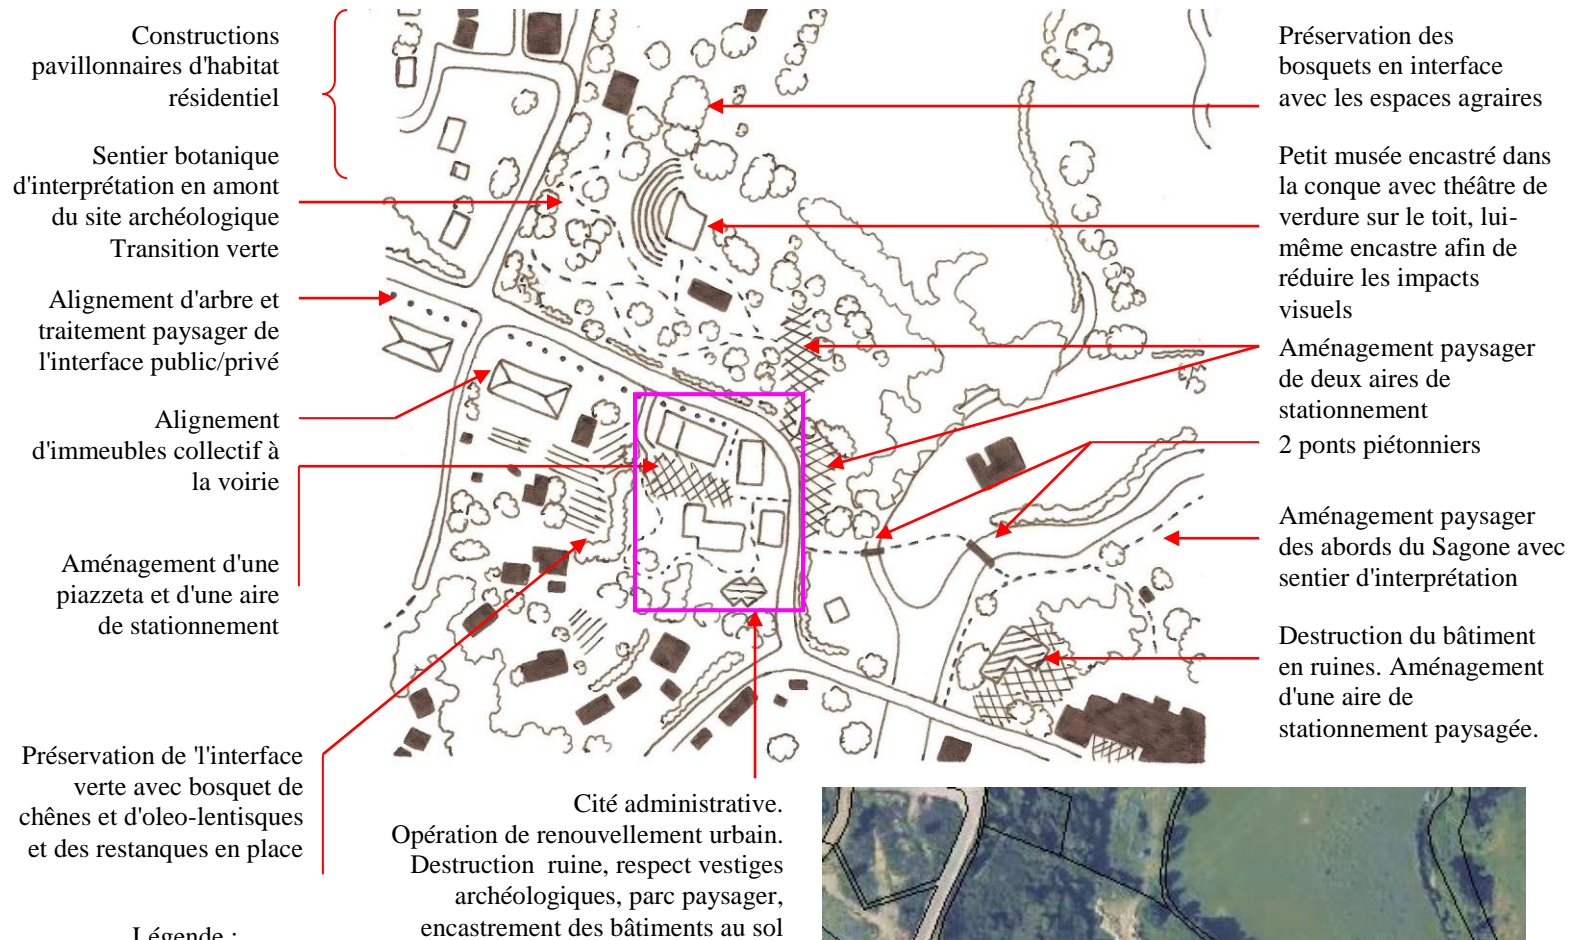 Constructions
pavillonnaires d'habitat
résidentiel
Sentier botanique
d'interprétation en amont
du site archéologique
Transition verte
Alignement d'arbre et
traitement paysager de
l'interface public/privé
Alignement
d'immeubles collectif à
la voirie
Aménagement d'une
piazzeta et d'une aire
de stationnement
Préservation de 'l'interface
verte avec bosquet de
chênes et d'oleo-lentisques
et des restanques en place
Légende :
Cité administrative.
Opération de renouvellement urbain.
Destruction ruine, respect vestiges
archéologiques, parc paysager,
encastrement des bâtiments au sol
Préservation des
bosquets en interface
avec les espaces agraires
Petit musée encastré dans
la conque avec théâtre de
verdure sur le toit, lui-
même encastre afin de
réduire les impacts
visuels
Aménagement paysager
de deux aires de
stationnement
2 ponts piétonniers
Aménagement paysager
des abords du Sagone avec
sentier d'interprétation
Destruction du bâtiment
en ruines. Aménagement
d'une aire de
stationnement paysagée.